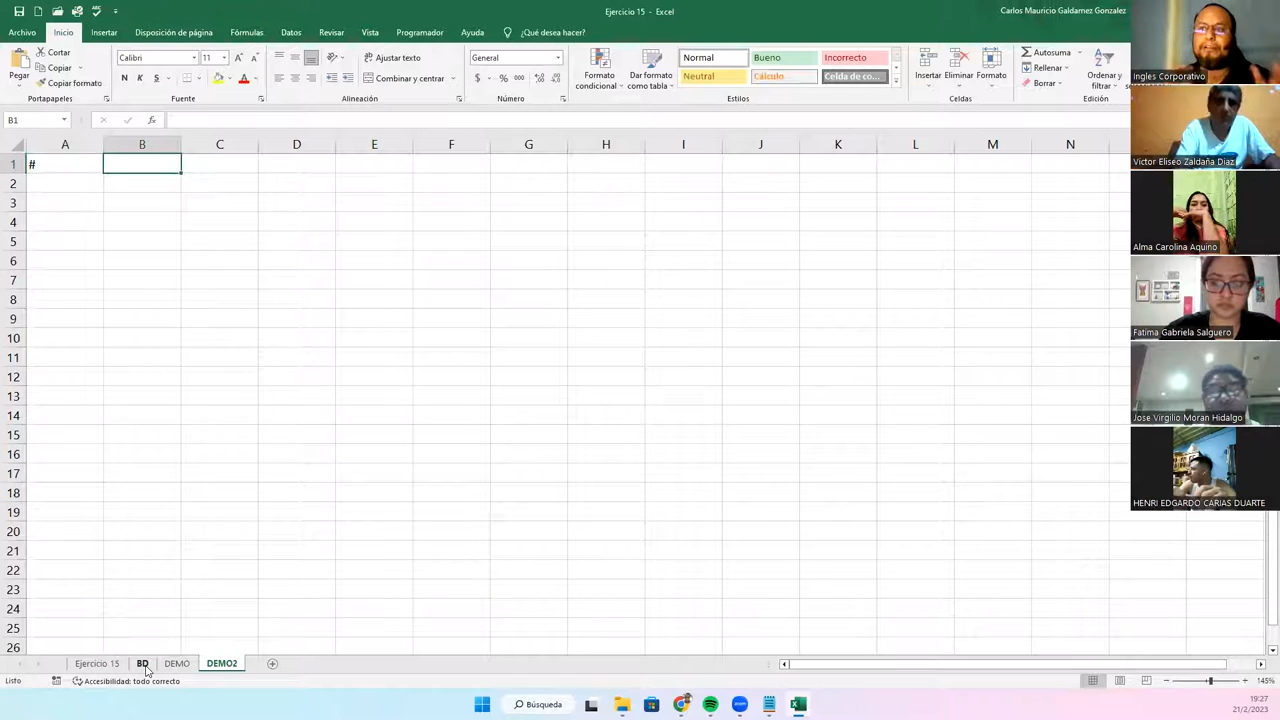 Ejercicio 15 - Excel
Carlos Mauricio Galdamez Gonzalez
Archivo Inicio Insertar Disposición de página Fórmulas Datos Revisar Vista Programador Ayuda ¿Qué desea hacer?
Pegar
Cortar
Copiar
Copiar formato
Portapapeles
Calibri 11
N K S
Fuente
Ajustar texto
Combinar y centrar
Alineación
General
$ % 000
Número
Formato condicional
Dar formato como tabla
Normal Bueno Incorrecto
Neutral Cálculo Celda de co...
Estilos
Insertar Eliminar Formato
Celdas
Autosuma
Rellenar
Borrar
Ordenar y filtrar
Edición
B1
fx
A B C D E F G H I J K L M N
1 #
2
3
4
5
6
7
8
9
10
11
12
13
14
15
16
17
18
19
20
21
22
23
24
25
26
Ingles Corporativo
Victor Eliseo Zaldaña Diaz
Alma Carolina Aquino
Fatima Gabriela Salguero
Jose Virgilio Moran Hidalgo
HENRI EDGARDO CARIAS DUARTE
Ejercicio 15 BD DEMO DEMO2
Listo Accesibilidad: todo correcto 145%
Búsqueda zoom
19:27
21/2/2023